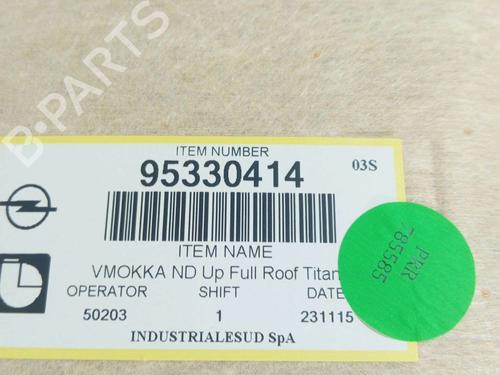 B-PARTS
ITEM NUMBER
95330414
03S
ITEM NAME
VMOKKA ND Up Full Roof Titan
OPERATOR SHIFT DATE
50203 1 231115
INDUSTRIALESUD SpA
PRR
785585